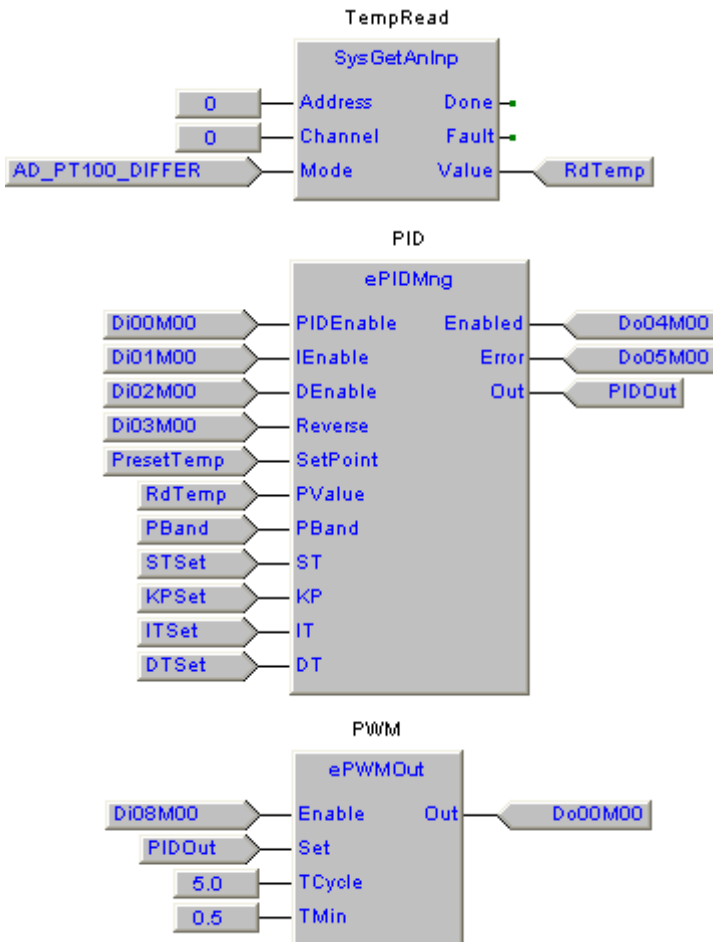 TempRead
SysGetAnInp
0 Address Done
0 Channel Fault
AD_PT100_DIFFER Mode Value RdTemp
PID
ePIDMng
Di00M00 PIDEnable Enabled Do04M00
Di01M00 IEnable Error Do05M00
Di02M00 DEnable Out PIDOut
Di03M00 Reverse
PresetTemp SetPoint
RdTemp PValue
PBand PBand
STSet ST
KPSet KP
ITSet IT
DTSet DT
PWM
ePWMOut
Di08M00 Enable Out Do00M00
PIDOut Set
5.0 TCycle
0.5 TMin